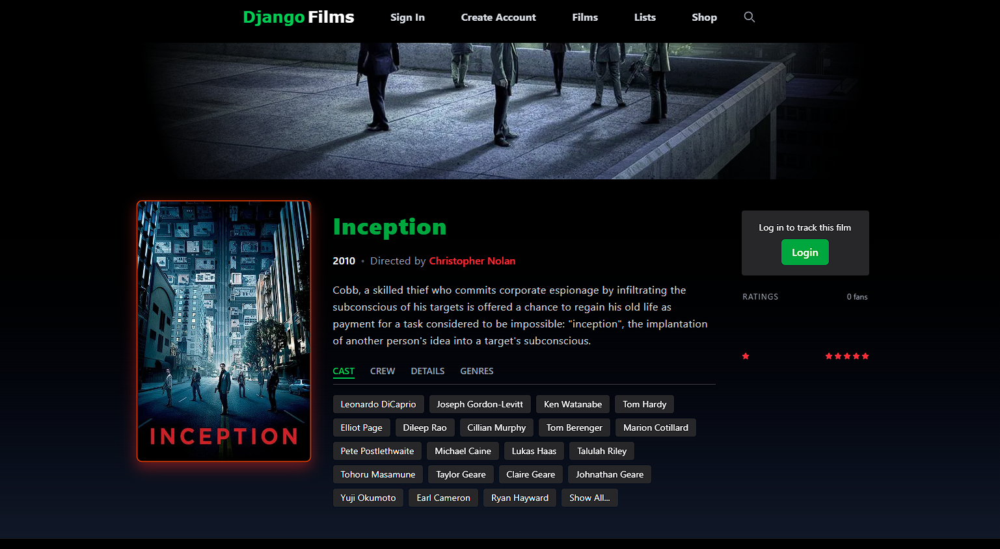 Django Films Sign In Create Account Films Lists Shop
INCEPTION
Inception
2010 • Directed by Christopher Nolan
Cobb, a skilled thief who commits corporate espionage by infiltrating the
subconscious of his targets is offered a chance to regain his old life as
payment for a task considered to be impossible: "inception", the implantation
of another person's idea into a target's subconscious.
CAST CREW DETAILS GENRES
Leonardo DiCaprio Joseph Gordon-Levitt Ken Watanabe Tom Hardy
Elliot Page Dileep Rao Cillian Murphy Tom Berenger Marion Cotillard
Pete Postlethwaite Michael Caine Lukas Haas Talulah Riley
Tohoru Masamune Taylor Geare Claire Geare Johnathan Geare
Yuji Okumoto Earl Cameron Ryan Hayward Show All...
Log in to track this film
Login
RATINGS 0 fans